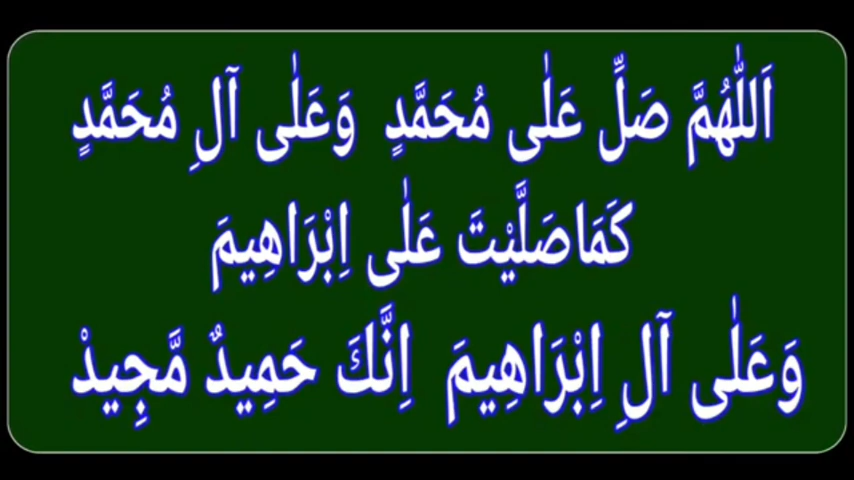 اَللّٰهُمَّ صَلِّ عَلٰى مُحَمَّدٍ وَعَلٰى آلِ مُحَمَّدٍ
كَمَاصَلَّيْتَ عَلٰى اِبْرَاهِيمَ
وَعَلٰى آلِ اِبْرَاهِيمَ اِنَّكَ حَمِيدٌ مَّجِيدْ